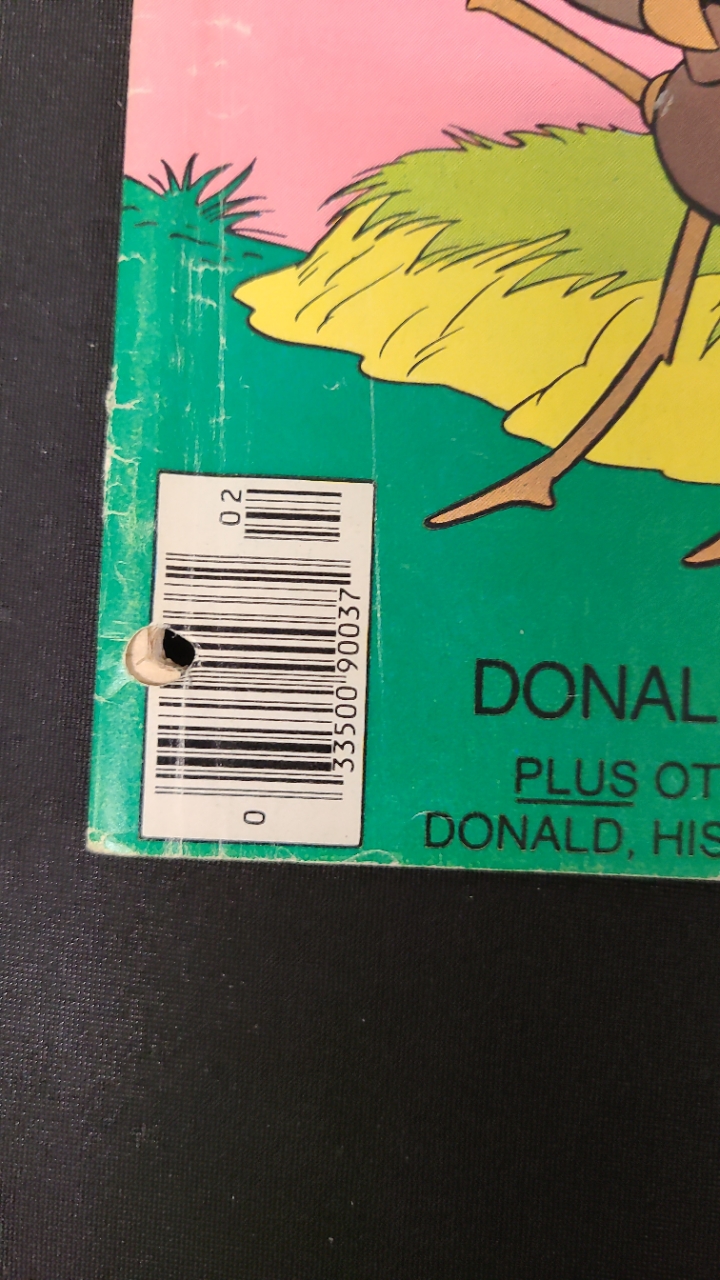 02
0 33500 90037
DONAL
PLUS OT
DONALD, HIS